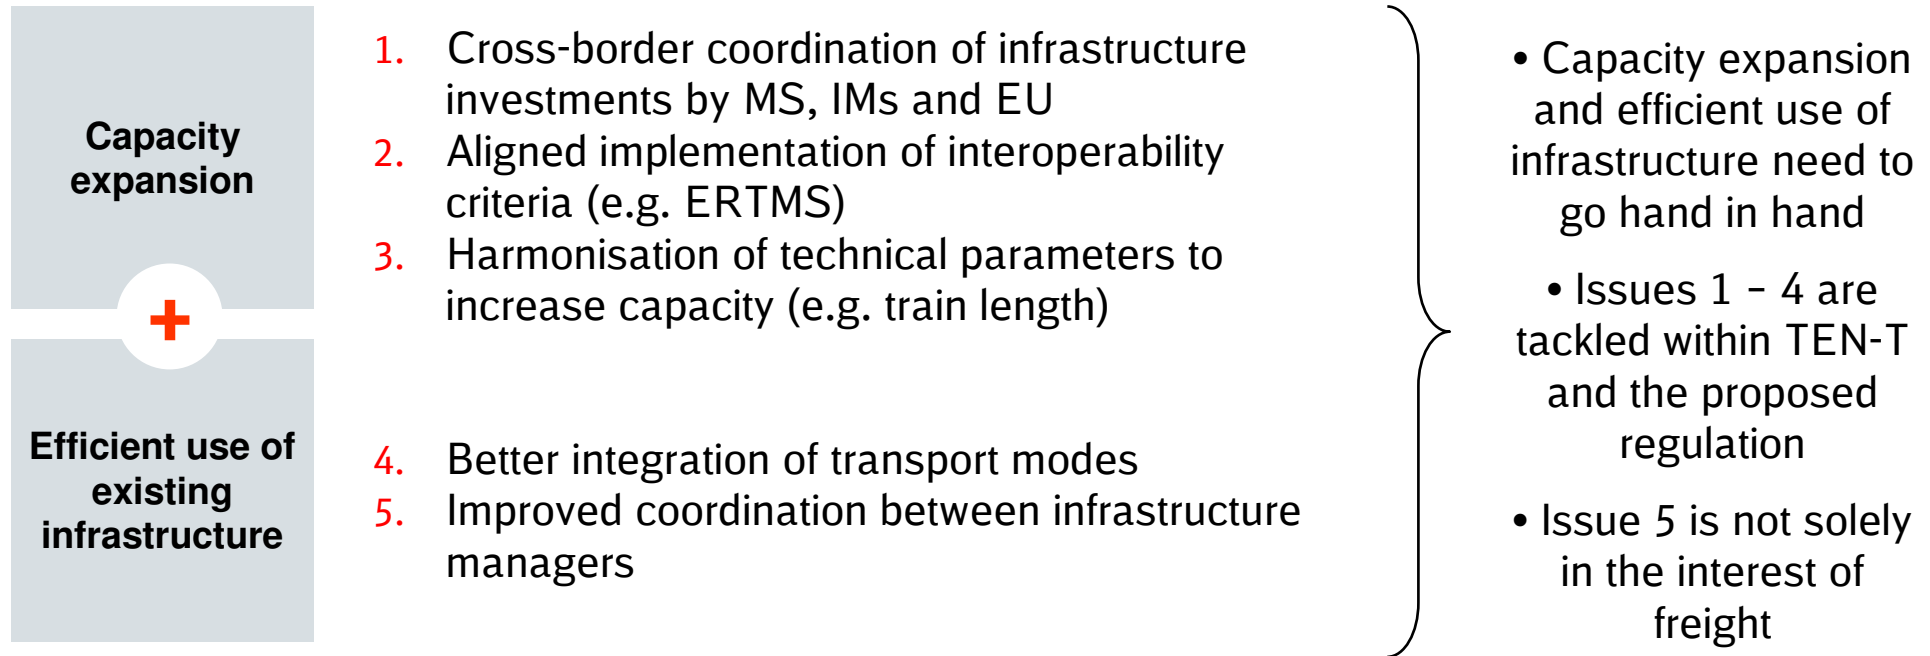 Capacity
expansion
+
Efficient use of
existing
infrastructure
1. Cross-border coordination of infrastructure
investments by MS, IMs and EU
2. Aligned implementation of interoperability
criteria (e.g. ERTMS)
3. Harmonisation of technical parameters to
increase capacity (e.g. train length)
4. Better integration of transport modes
5. Improved coordination between infrastructure
managers
• Capacity expansion
and efficient use of
infrastructure need to
go hand in hand
• Issues 1 – 4 are
tackled within TEN-T
and the proposed
regulation
• Issue 5 is not solely
in the interest of
freight